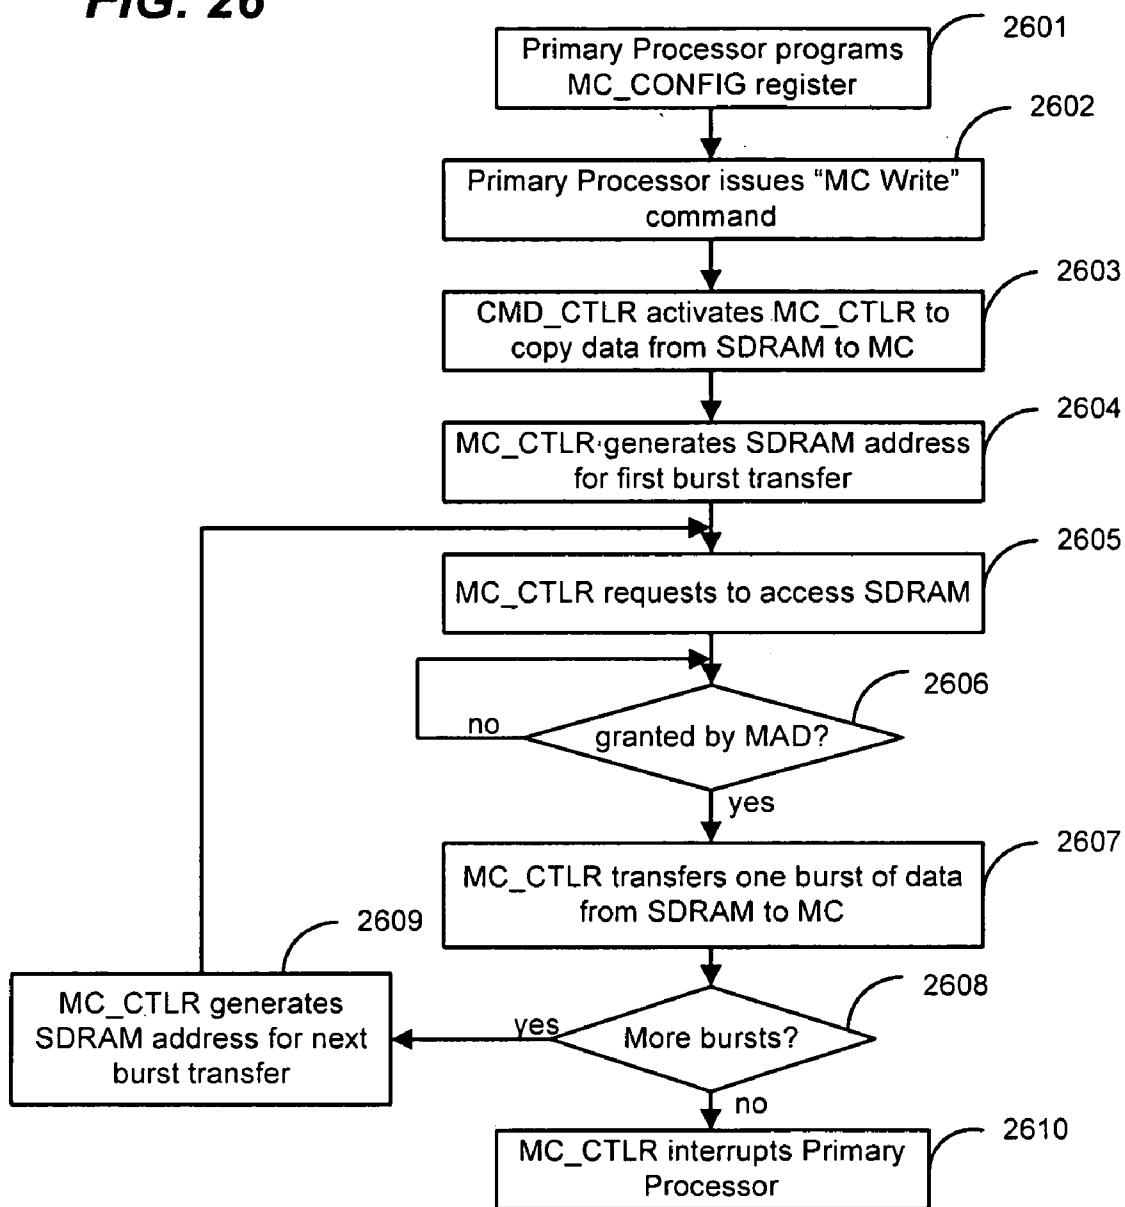 FIG. 26
2601
Primary Processor programs
MC_CONFIG register
2602
Primary Processor issues “MC Write”
command
2603
CMD_CTLR activates MC_CTLR to
copy data from SDRAM to MC
2604
MC_CTLR generates SDRAM address
for first burst transfer
2605
MC_CTLR requests to access SDRAM
2606
no
granted by MAD?
yes
2607
MC_CTLR transfers one burst of data
from SDRAM to MC
2609
MC_CTLR generates
SDRAM address for next
burst transfer
2608
yes
More bursts?
no
2610
MC_CTLR interrupts Primary
Processor